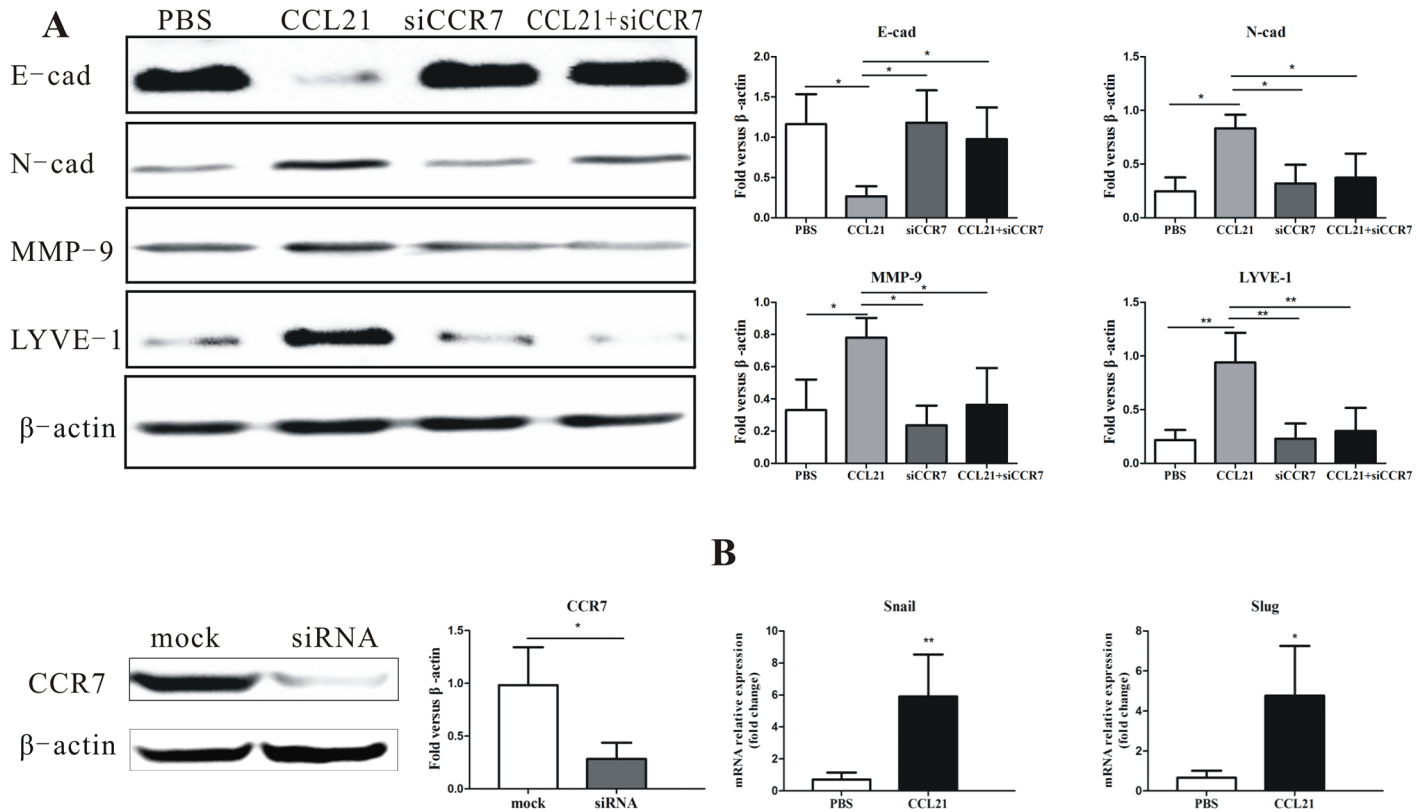 A
PBS CCL21 siCCR7 CCL21+siCCR7
E-cad
N-cad
MMP-9
LYVE-1
β-actin
E-cad
Fold versus β -actin
2.0
1.5
1.0
0.5
0.0
* * *
PBS CCL21 siCCR7 CCL21+siCCR7
N-cad
Fold versus β -actin
1.5
1.0
0.5
0.0
* * *
PBS CCL21 siCCR7 CCL21+siCCR7
MMP-9
Fold versus β -actin
1.0
0.8
0.6
0.4
0.2
0.0
* * *
PBS CCL21 siCCR7 CCL21+siCCR7
LYVE-1
Fold versus β -actin
1.5
1.0
0.5
0.0
** ** **
PBS CCL21 siCCR7 CCL21+siCCR7
mock siRNA
CCR7
β-actin
CCR7
Fold versus β -actin
1.5
1.0
0.5
0.0
*
mock siRNA
B
Snail
mRNA relative expression
(fold change)
10
8
6
4
2
0
**
PBS CCL21
Slug
mRNA relative expression
(fold change)
8
6
4
2
0
*
PBS CCL21